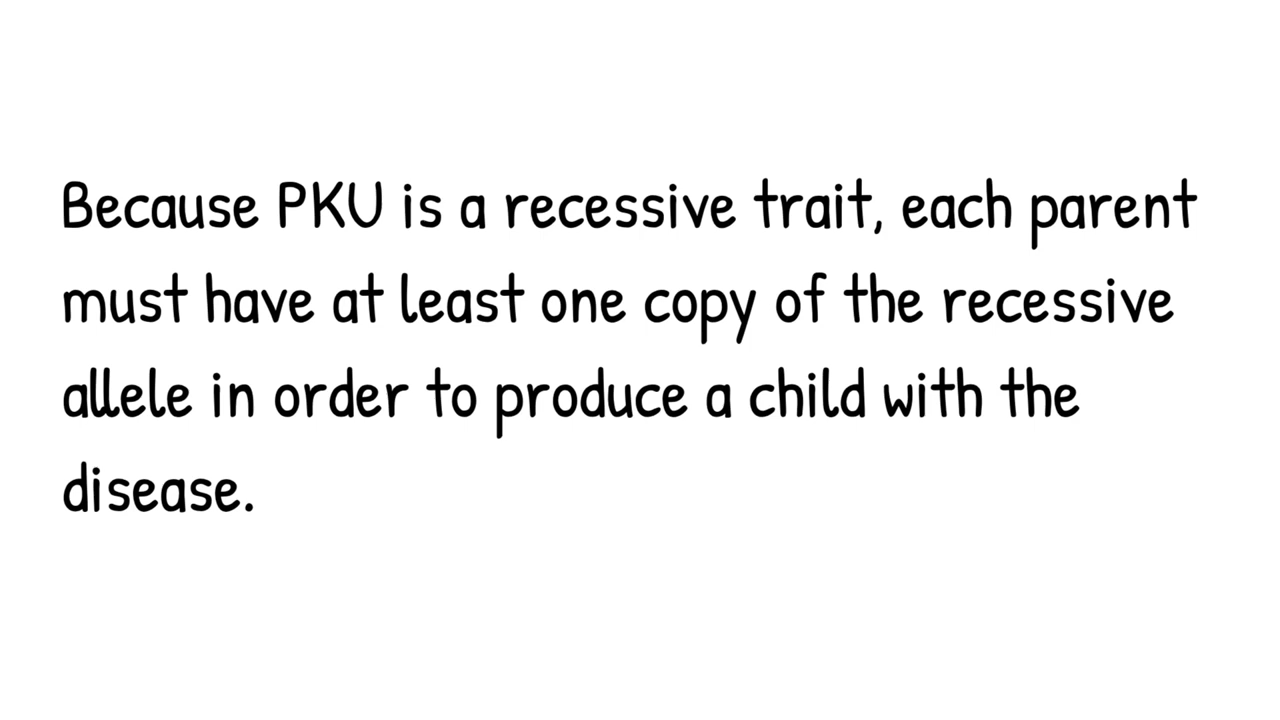 Because PKU is a recessive trait, each parent
must have at least one copy of the recessive
allele in order to produce a child with the
disease.